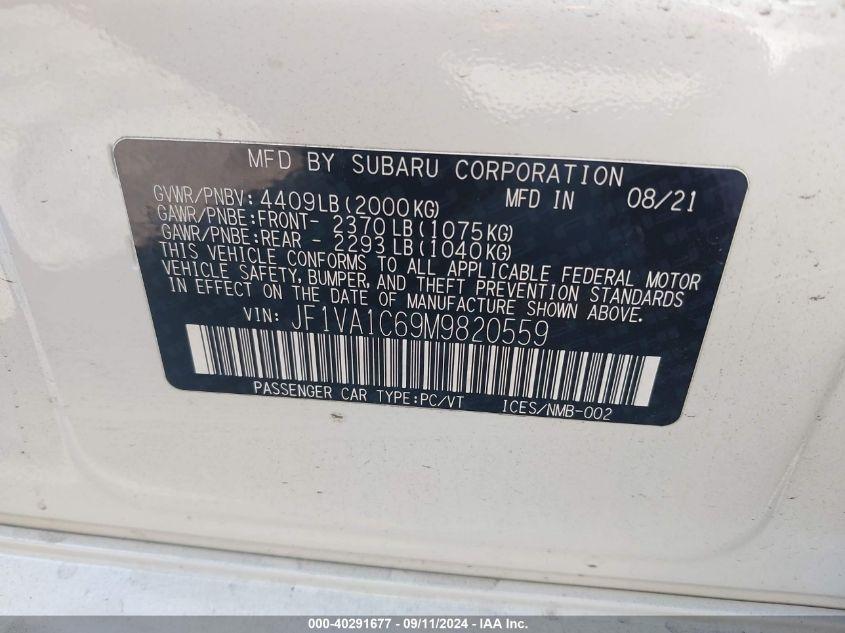 MFD BY SUBARU CORPORATION
GVWR/PNBV: 4409LB(2000KG) MFD IN 08/21
GAWR/PNBE:FRONT- 2370LB(1075KG)
GAWR/PNBE:REAR - 2293LB(1040KG)
THIS VEHICLE CONFORMS TO ALL APPLICABLE FEDERAL MOTOR
VEHICLE SAFETY, BUMPER, AND THEFT PREVENTION STANDARDS
IN EFFECT ON THE DATE OF MANUFACTURE SHOWN ABOVE.
VIN: JF1VA1C69M9820559
PASSENGER CAR TYPE:PC/VT ICES/NMB-002
000-40291677 - 09/11/2024 - IAAI.com.